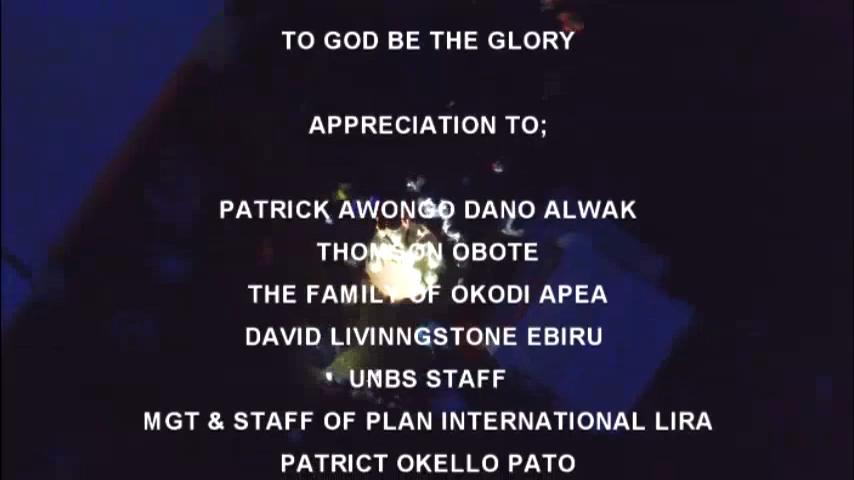 TO GOD BE THE GLORY
APPRECIATION TO;
PATRICK AWONGO DANO ALWAK
THOMSON OBOTE
THE FAMILY OF OKODI APEA
DAVID LIVINNGSTONE EBIRU
UNBS STAFF
MGT & STAFF OF PLAN INTERNATIONAL LIRA
PATRICT OKELLO PATO